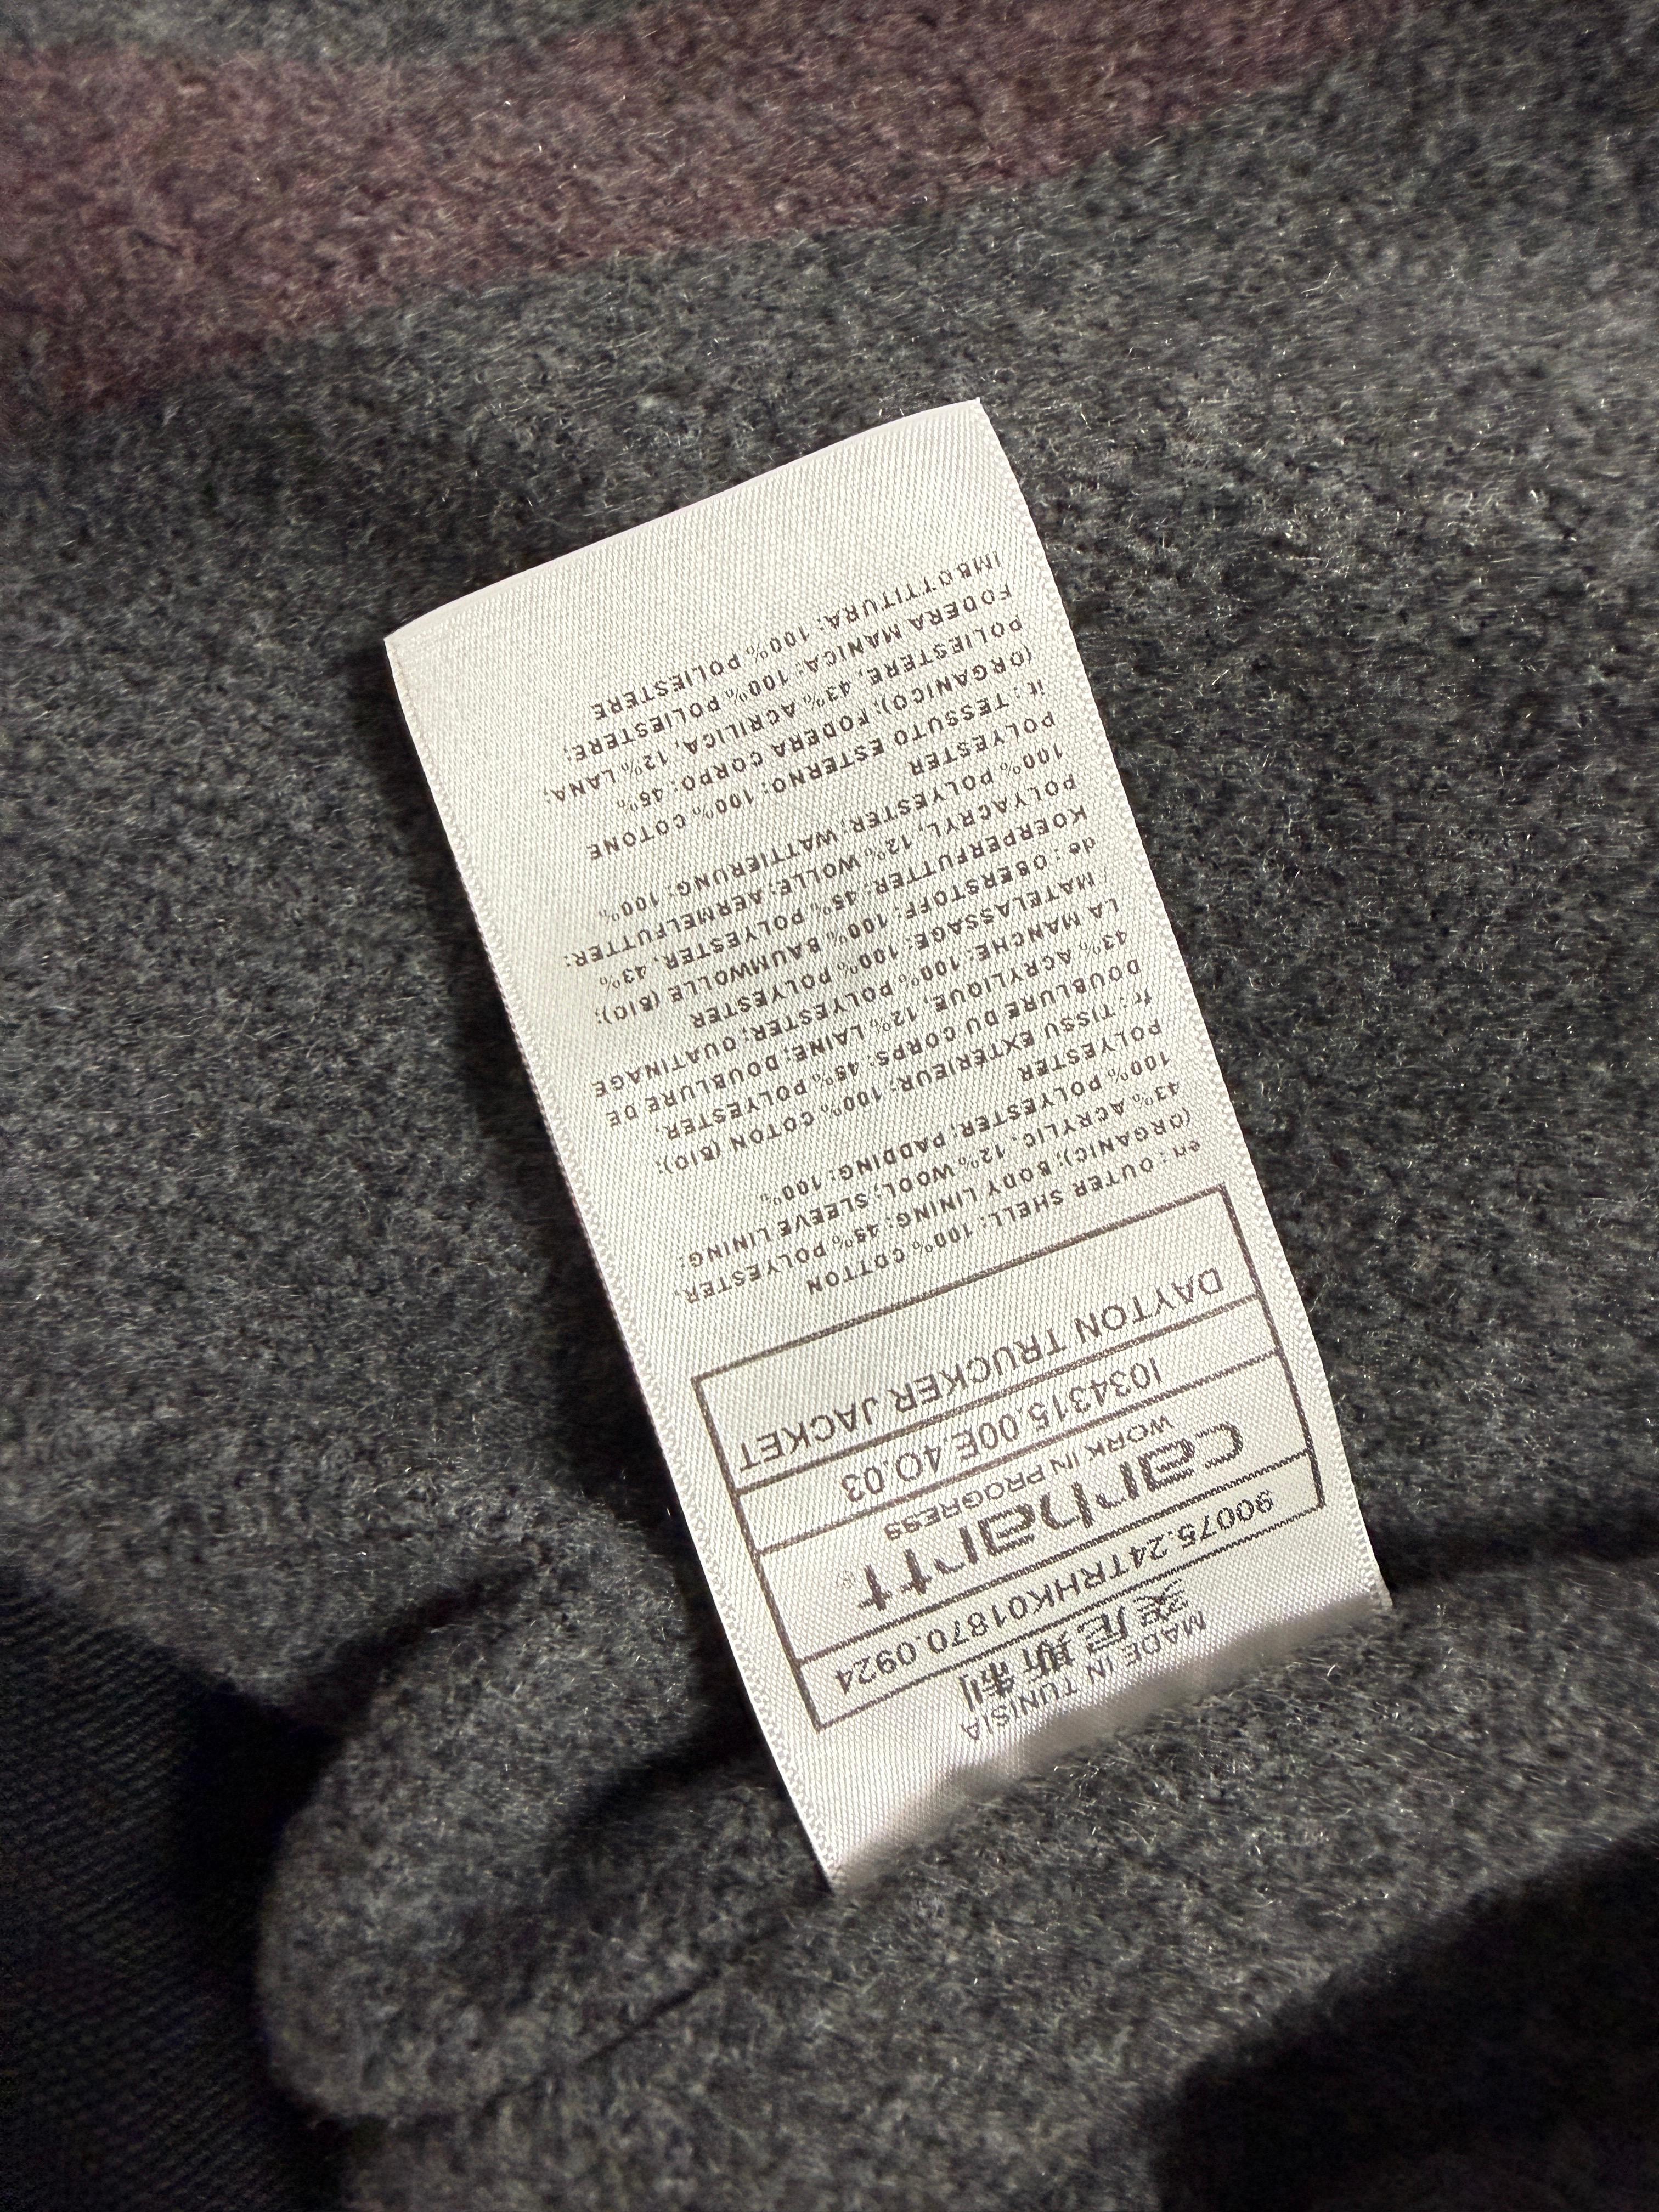 MADE IN TUNISIA
突尼斯制
90075.24TRHK01870.0924
carhartt®
WORK IN PROGRESS
I034315.00E.4O.03
DAYTON TRUCKER JACKET
en : OUTER SHELL: 100% COTTON
(ORGANIC); BODY LINING: 45% POLYESTER,
43% ACRYLIC, 12% WOOL; SLEEVE LINING:
100% POLYESTER; PADDING: 100%
POLYESTER
fr : TISSU EXTÉRIEUR: 100% COTON (BIO);
DOUBLURE DU CORPS: 45% POLYESTER,
43% ACRYLIQUE, 12% LAINE; DOUBLURE DE
LA MANCHE: 100% POLYESTER; OUATINAGE
MATELASSAGE: 100% POLYESTER
de : OBERSTOFF: 100% BAUMWOLLE (BIO);
KOERPERFUTTER: 45% POLYESTER, 43%
POLYACRYL, 12% WOLLE; AERMELFUTTER:
100% POLYESTER; WATTIERUNG: 100%
POLYESTER
it : TESSUTO ESTERNO: 100% COTONE
(ORGANICO); FODERA CORPO: 45%
POLIESTERE, 43% ACRILICA, 12% LANA;
FODERA MANICA: 100% POLIESTERE;
IMBOTTITURA: 100% POLIESTERE